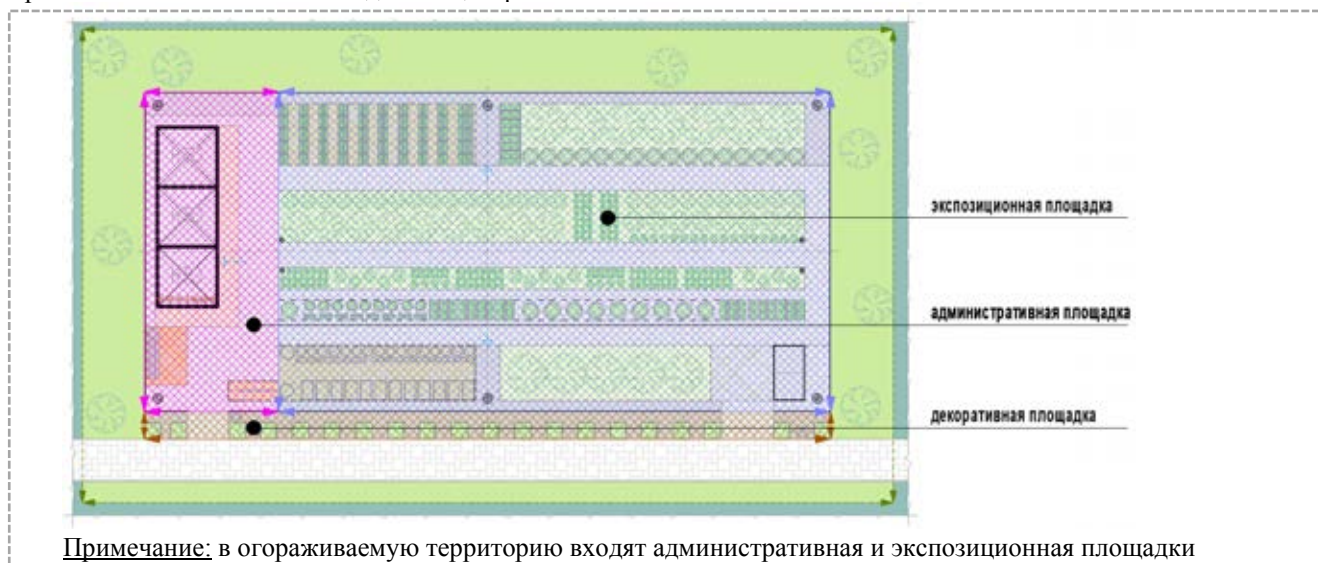 экспозиционная площадка
административная площадка
декоративная площадка
Примечание: в огораживаемую территорию входят административная и экспозиционная площадки